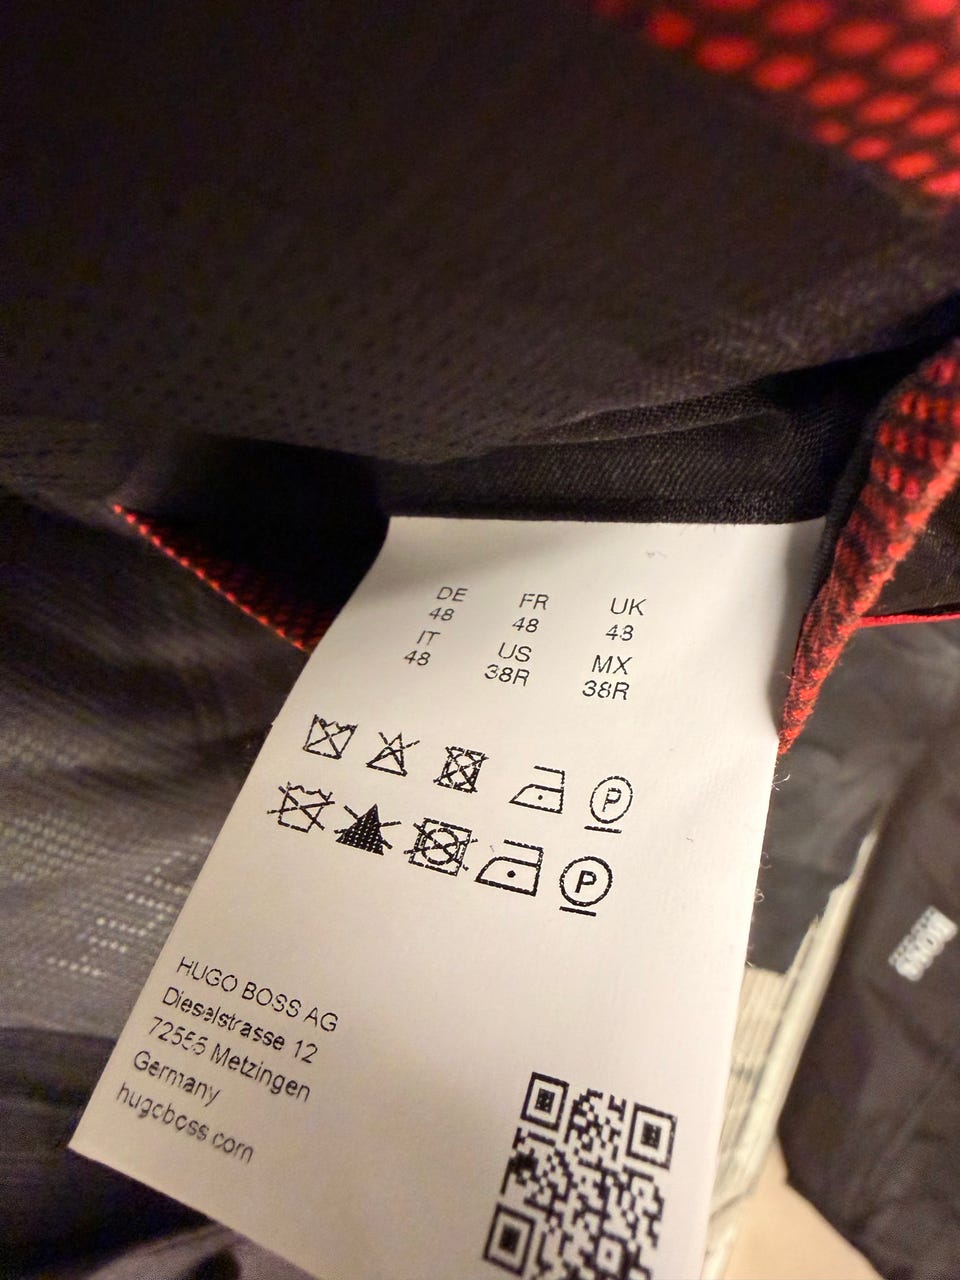 DE FR UK
48 48 48
IT US MX
48 38R 38R
P
P
HUGO BOSS AG
Dieselstrasse 12
72555 Metzingen
Germany
hugoboss.com